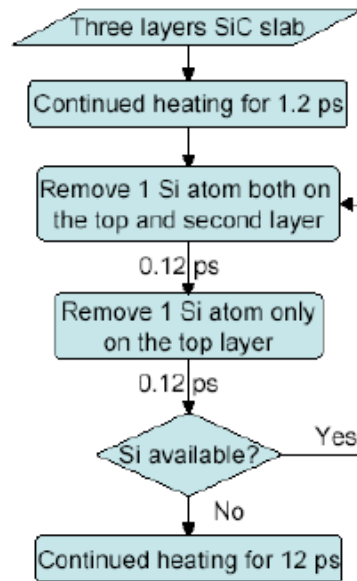 Three layers SiC slab
Continued heating for 1.2 ps
Remove 1 Si atom both on
the top and second layer
0.12 ps
Remove 1 Si atom only
on the top layer
0.12 ps
Si available?
Yes
No
Continued heating for 12 ps